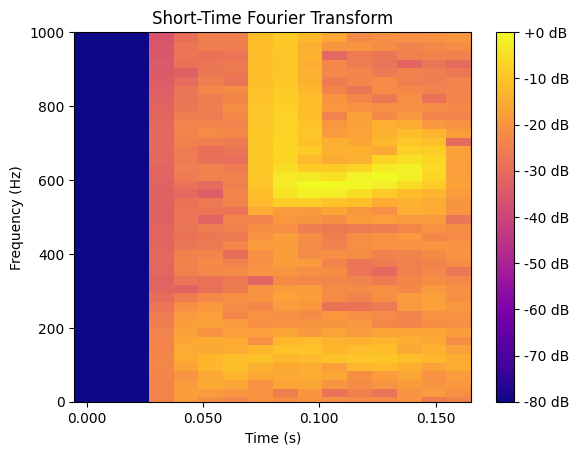 Short-Time Fourier Transform
1000
800
600
400
200
0
Frequency (Hz)
0.000
0.050
0.100
0.150
Time (s)
+0 dB
-10 dB
-20 dB
-30 dB
-40 dB
-50 dB
-60 dB
-70 dB
-80 dB